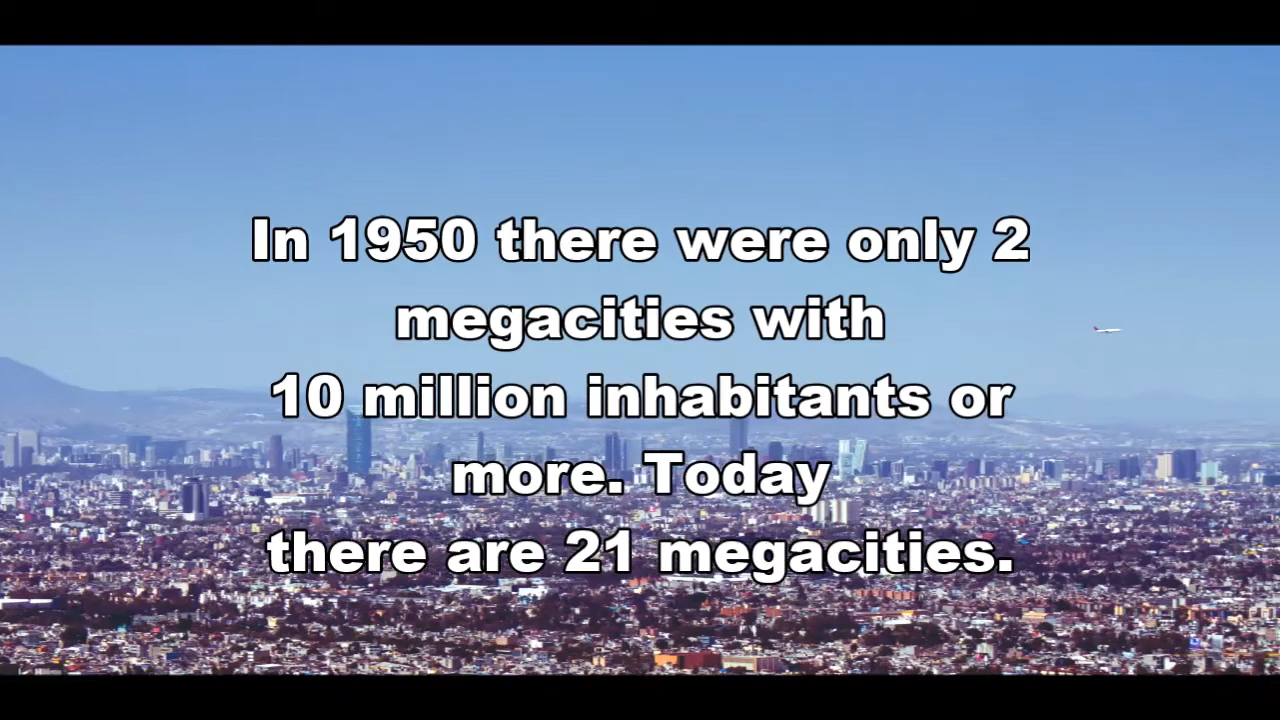 In 1950 there were only 2
megacities with
10 million inhabitants or
more. Today
there are 21 megacities.